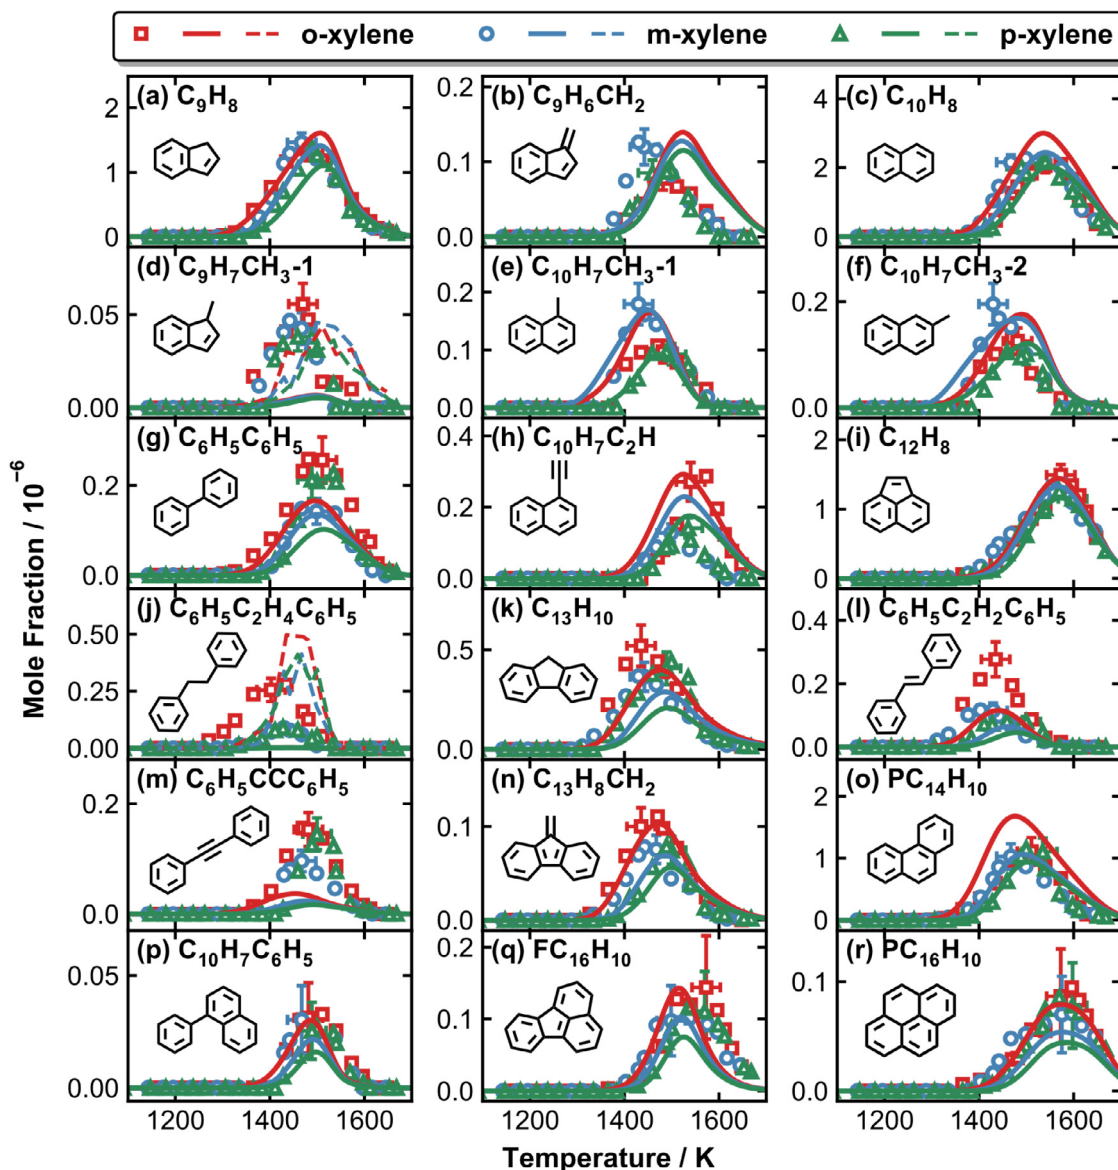 o-xylene m-xylene p-xylene
(a) C₉H₈ (b) C₉H₆CH₂ (c) C₁₀H₈
2 0.2 4
1 0.1 2
0 0.0 0
(d) C₉H₇CH₃-1 (e) C₁₀H₇CH₃-1 (f) C₁₀H₇CH₃-2
0.05 0.2 0.2
0.1
0.00 0.0 0.0
(g) C₆H₅C₆H₅ (h) C₁₀H₇C₂H (i) C₁₂H₈
0.4 2
0.2 0.2 1
0.0 0.0 0
(j) C₆H₅C₂H₄C₆H₅ (k) C₁₃H₁₀ (l) C₆H₅C₂H₂C₆H₅
0.50 0.4
0.25 0.5 0.2
0.00 0.0 0.0
(m) C₆H₅CCC₆H₅ (n) C₁₃H₈CH₂ (o) PC₁₄H₁₀
0.2 0.1 2
1
0.0 0.0 0
(p) C₁₀H₇C₆H₅ (q) FC₁₆H₁₀ (r) PC₁₆H₁₀
0.05 0.2 0.1
0.1
0.00 0.0 0.0
1200 1400 1600 1200 1400 1600 1200 1400 1600
Mole Fraction / 10⁻⁶
Temperature / K